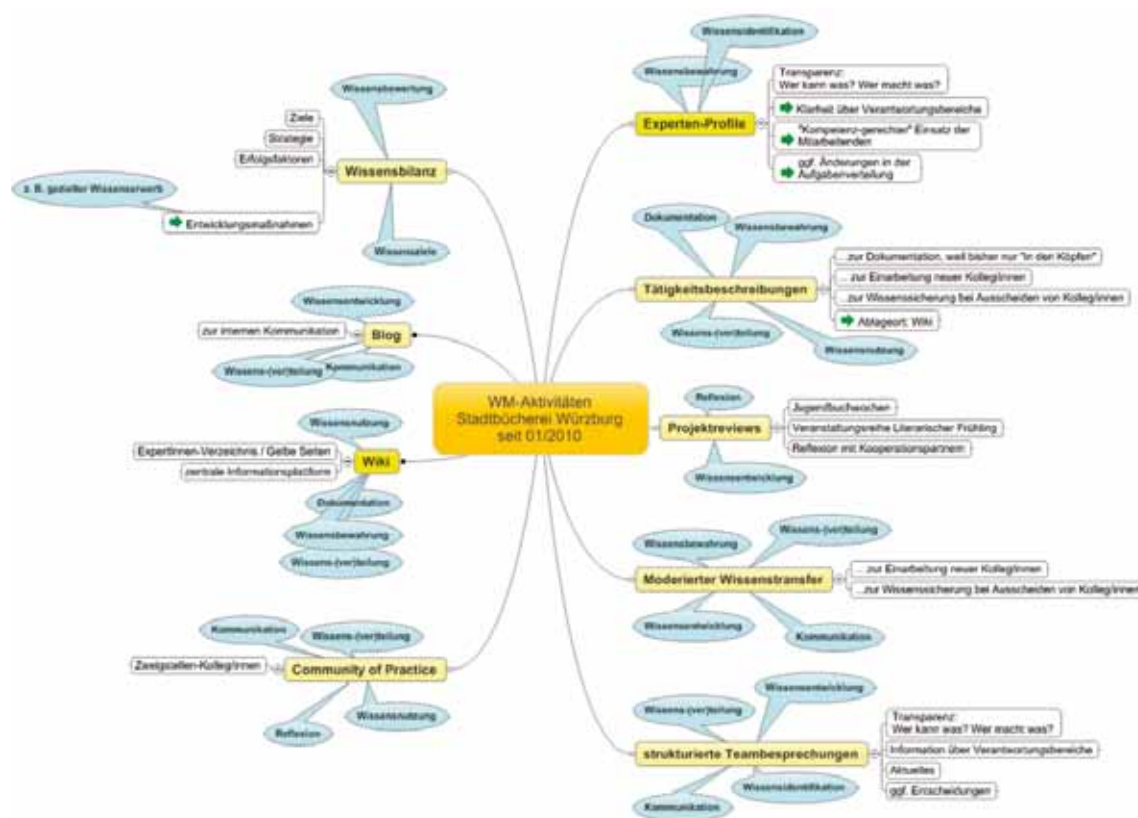 WM-Aktivitäten
Stadtbücherei Würzburg
seit 01/2010
Wissensidentifikation
Wissensbewahrung
Experten-Profile
Transparenz:
Wer kann was? Wer macht was?
Klarheit über Verantwortungsbereiche
"Kompetenz-gerechter" Einsatz der
Mitarbeitenden
ggf. Änderungen in der
Aufgabenverteilung
Dokumentation
Wissensbewahrung
Tätigkeitsbeschreibungen
...zur Dokumentation, weil bisher nur "in den Köpfen"
... zur Einarbeitung neuer Kolleg/innen
...zur Wissenssicherung bei Ausscheiden von Kolleg/innen
Ablageort: Wiki
Wissens-(ver)teilung
Wissensnutzung
Reflexion
Projektreviews
Jugendbuchwochen
Veranstaltungsreihe Literarischer Frühling
Reflexion mit Kooperationspartnern
Wissensentwicklung
Wissensbewahrung
Wissens-(ver)teilung
Moderierter Wissenstransfer
...zur Einarbeitung neuer Kolleg/innen
...zur Wissenssicherung bei Ausscheiden von Kolleg/innen
Wissensentwicklung
Kommunikation
Wissensentwicklung
Wissens-(ver)teilung
strukturierte Teambesprechungen
Transparenz:
Wer kann was? Wer macht was?
Information über Verantwortungsbereiche
Aktuelles
ggf. Entscheidungen
Wissensidentifikation
Kommunikation
Wissensbewertung
Wissensbilanz
Ziele
Strategie
Erfolgsfaktoren
z. B. gezielter Wissenserwerb
Entwicklungsmaßnahmen
Wissensziele
Wissensentwicklung
Blog
zur internen Kommunikation
Wissens-(ver)teilung
Kommunikation
Wissensnutzung
Wiki
ExpertInnen-Verzeichnis / Gelbe Seiten
zentrale Informationsplattform
Dokumentation
Wissensbewahrung
Wissens-(ver)teilung
Kommunikation
Wissens-(ver)teilung
Community of Practice
Zweigstellen-Kolleg/innen
Wissensnutzung
Reflexion